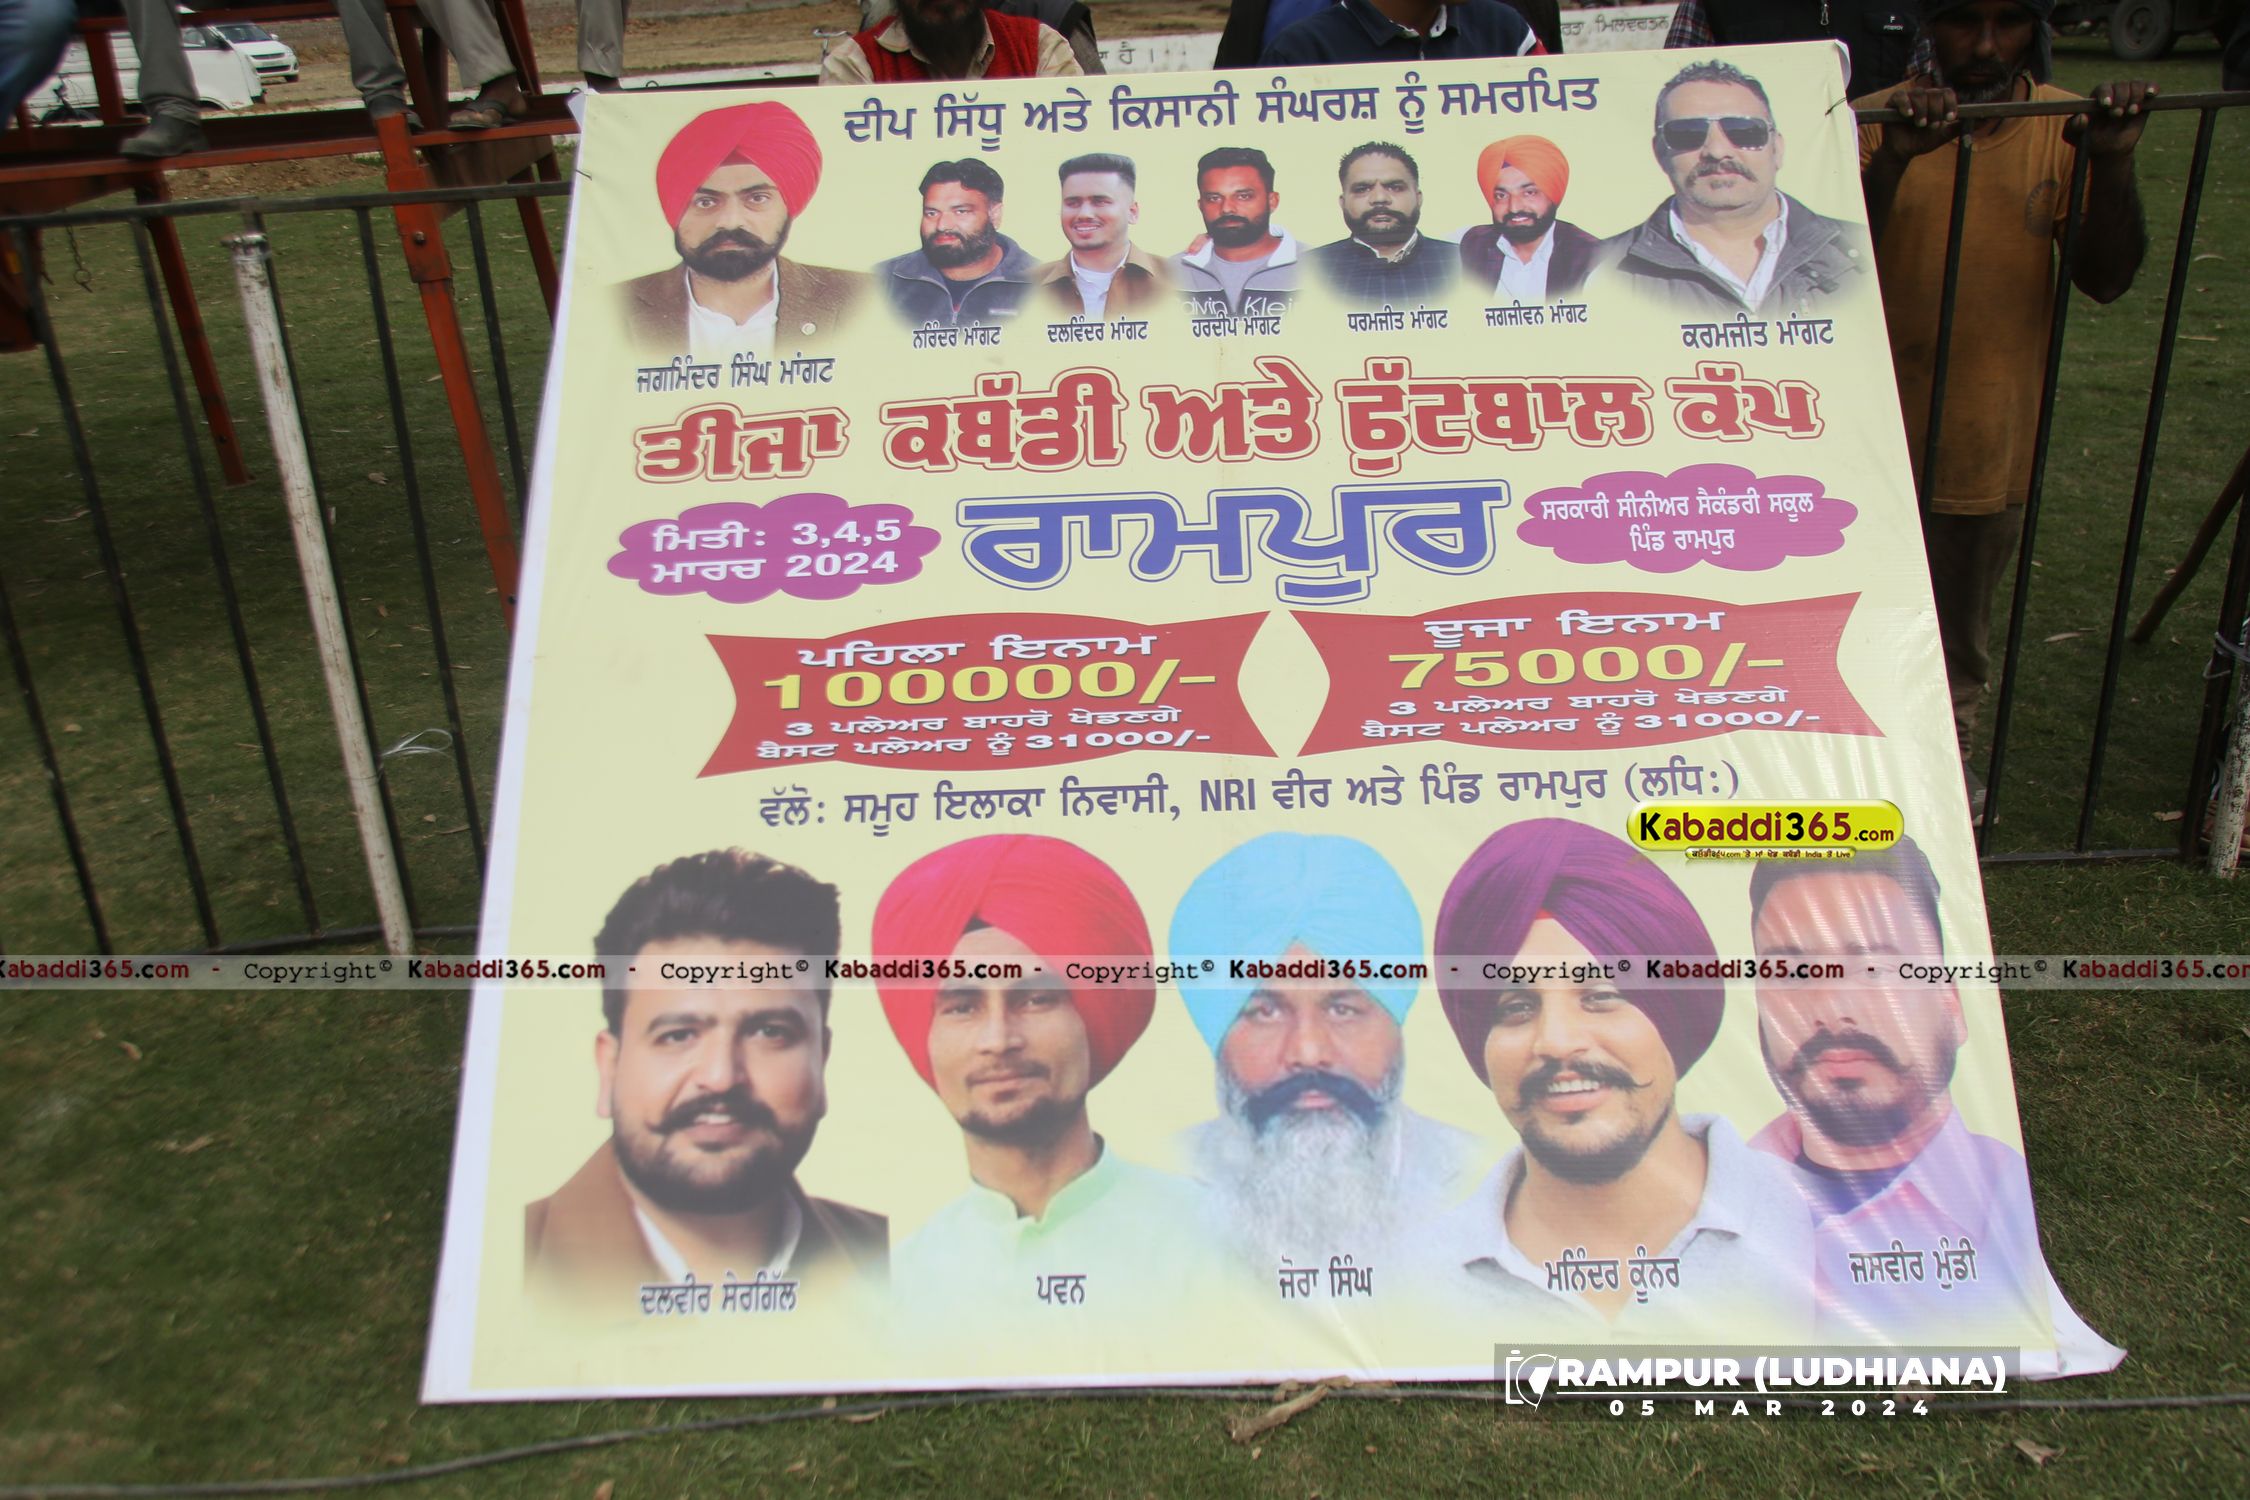 ਦੀਪ ਸਿੱਧੂ ਅਤੇ ਕਿਸਾਨੀ ਸੰਘਰਸ਼ ਨੂੰ ਸਮਰਪਿਤ
ਜਗਮਿੰਦਰ ਸਿੰਘ ਮਾਂਗਟ
ਨਰਿੰਦਰ ਮਾਂਗਟ
ਦਲਵਿੰਦਰ ਮਾਂਗਟ
ਹਰਦੀਪ ਮਾਂਗਟ
ਧਰਮਜੀਤ ਮਾਂਗਟ
ਜਗਜੀਵਨ ਮਾਂਗਟ
ਕਰਮਜੀਤ ਮਾਂਗਟ
ਤੀਜਾ ਕਬੱਡੀ ਅਤੇ ਫੁੱਟਬਾਲ ਕੱਪ
ਮਿਤੀ: 3,4,5
ਮਾਰਚ 2024
ਰਾਮਪੁਰ
ਸਰਕਾਰੀ ਸੀਨੀਅਰ ਸੈਕੰਡਰੀ ਸਕੂਲ
ਪਿੰਡ ਰਾਮਪੁਰ
ਪਹਿਲਾ ਇਨਾਮ
100000/-
3 ਪਲੇਅਰ ਬਾਹਰੋ ਖੇਡਣਗੇ
ਬੈਸਟ ਪਲੇਅਰ ਨੂੰ 31000/-
ਦੂਜਾ ਇਨਾਮ
75000/-
3 ਪਲੇਅਰ ਬਾਹਰੋ ਖੇਡਣਗੇ
ਬੈਸਟ ਪਲੇਅਰ ਨੂੰ 31000/-
ਵੱਲੋ: ਸਮੂਹ ਇਲਾਕਾ ਨਿਵਾਸੀ, NRI ਵੀਰ ਅਤੇ ਪਿੰਡ ਰਾਮਪੁਰ (ਲਧਿ:)
Kabaddi365.com
Kabaddi365.com - Copyright© Kabaddi365.com - Copyright© Kabaddi365.com - Copyright© Kabaddi365.com - Copyright© Kabaddi365.com - Copyright© Kabaddi365.com
ਦਲਵੀਰ ਸੇਰਗਿੱਲ
ਪਵਨ
ਜੋਰਾ ਸਿੰਘ
ਮਨਿੰਦਰ ਕੂੰਨਰ
ਜਸਵੀਰ ਮੁੰਡੀ
RAMPUR (LUDHIANA)
05 MAR 2024